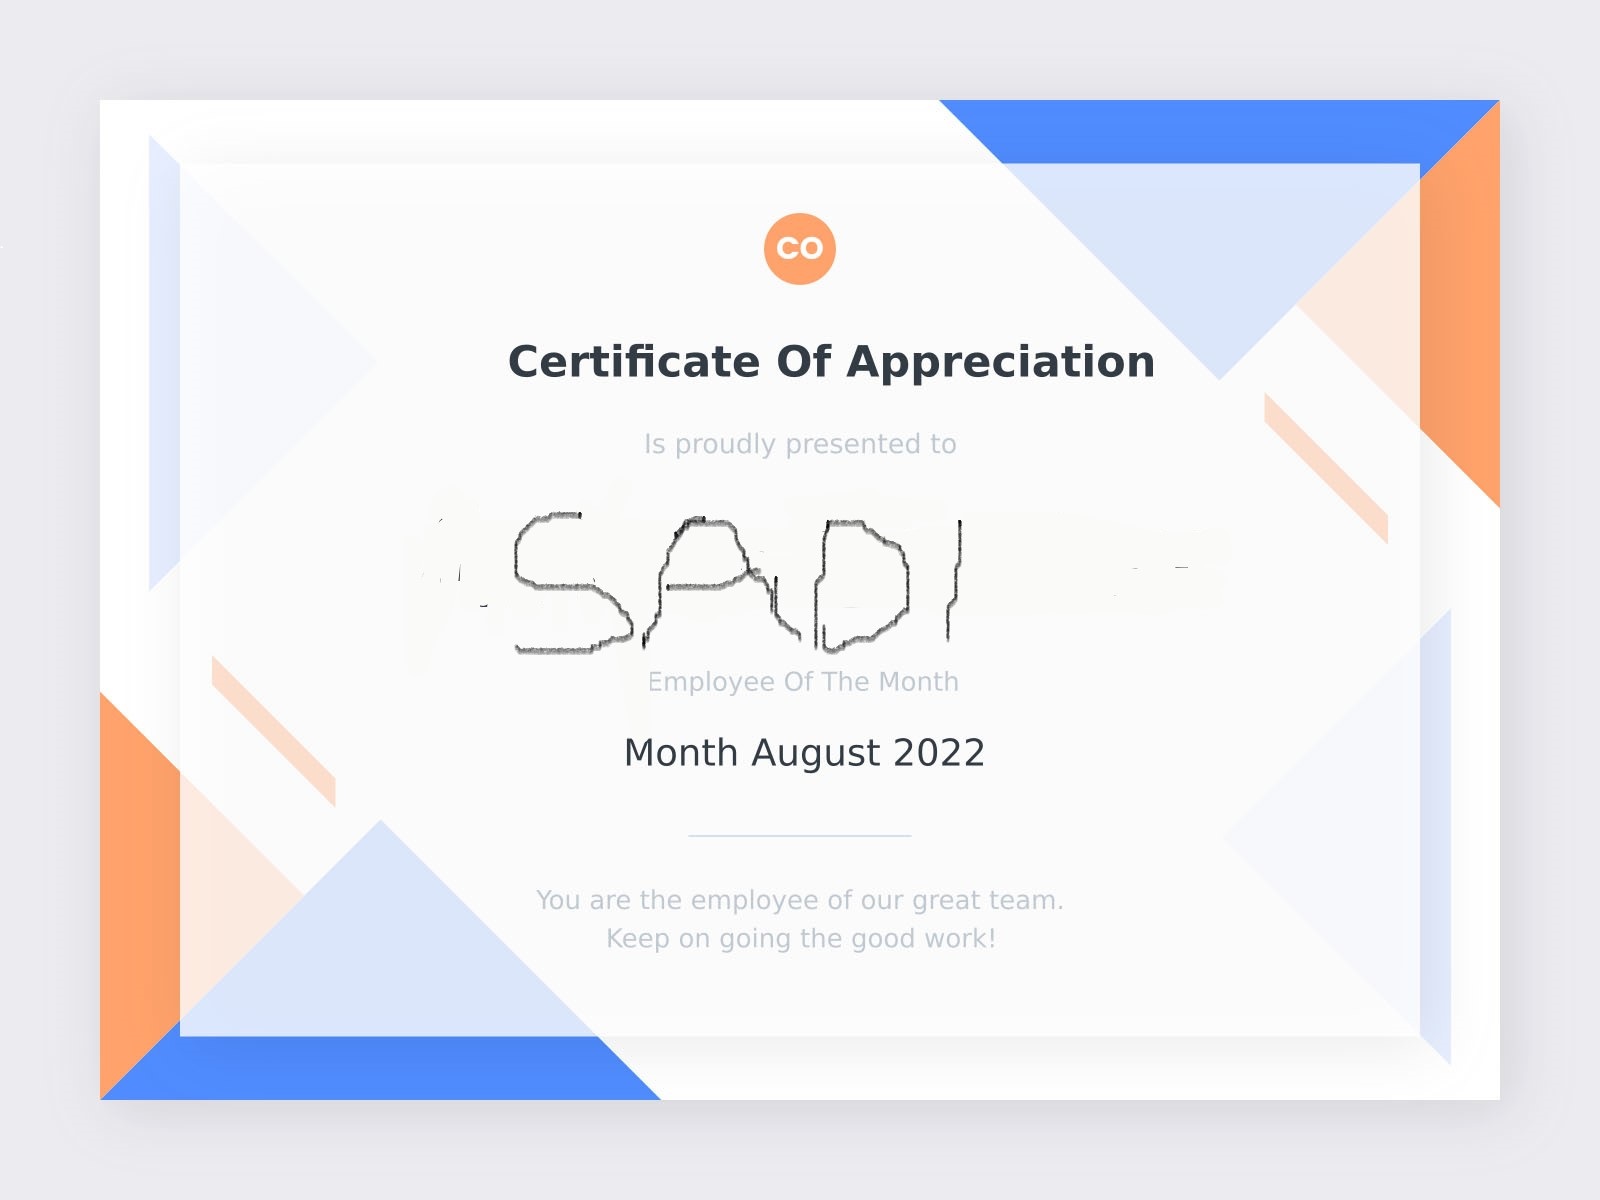 CO
Certificate Of Appreciation
Is proudly presented to
SADI
Employee Of The Month
Month August 2022
You are the employee of our great team.
Keep on going the good work!